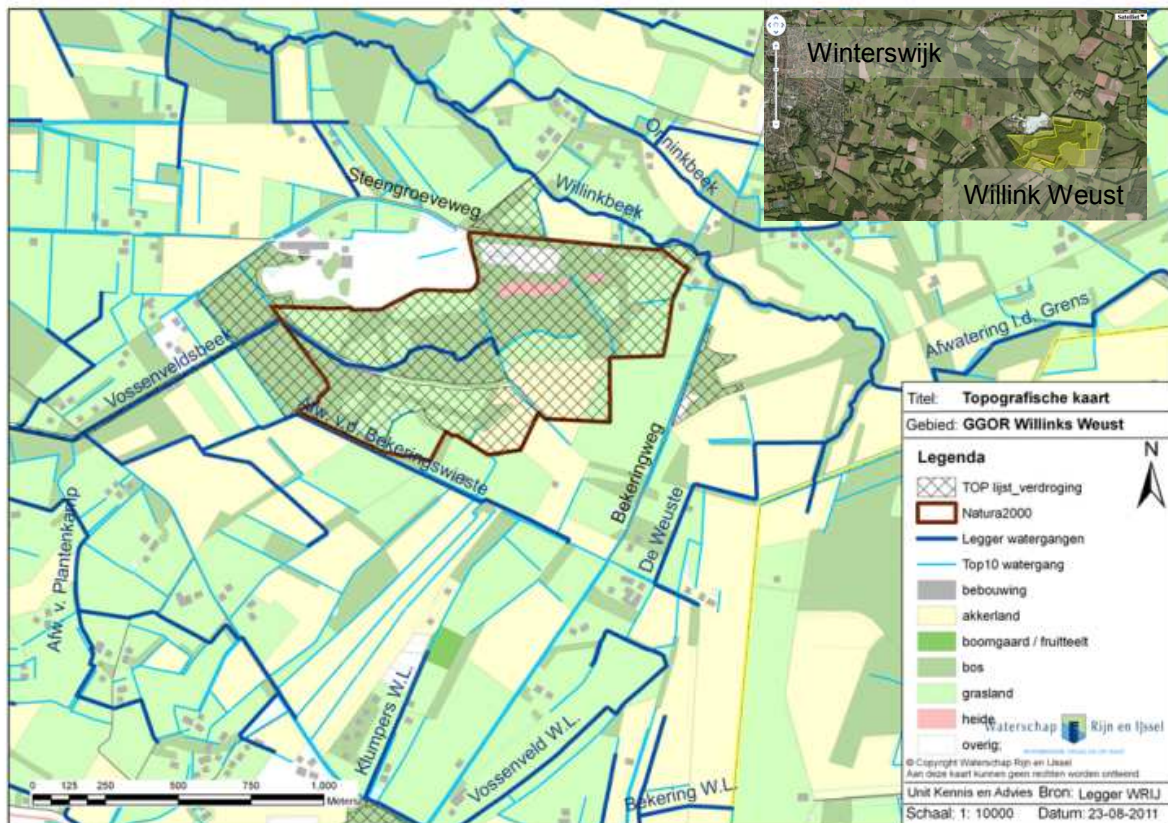 Winterswijk
Willink Weust
Satelliet
Onninkbeek
Willinkbeek
Steengroeveweg
Vossenveldsbeek
Afwatering l.d. Grens
Afw. v.d. Bekeringswieste
Bekeringweg
De Weuste
Afw. v. Plantenkamp
Klumpers W.L.
Vossenveld W.L.
Bekering W.L.
0 125 250 500 750 1.000
Meters
Titel: Topografische kaart
Gebied: GGOR Willinks Weust
Legenda
N
TOP lijst_verdroging
Natura2000
Legger watergangen
Top10 watergang
bebouwing
akkerland
boomgaard / fruitteelt
bos
grasland
heide
overig:
Waterschap Rijn en IJssel
© Copyright Waterschap Rijn en IJssel
Aan deze kaart kunnen geen rechten worden ontleend
Unit Kennis en Advies Bron: Legger WRIJ
Schaal: 1: 10000 Datum: 23-08-2011